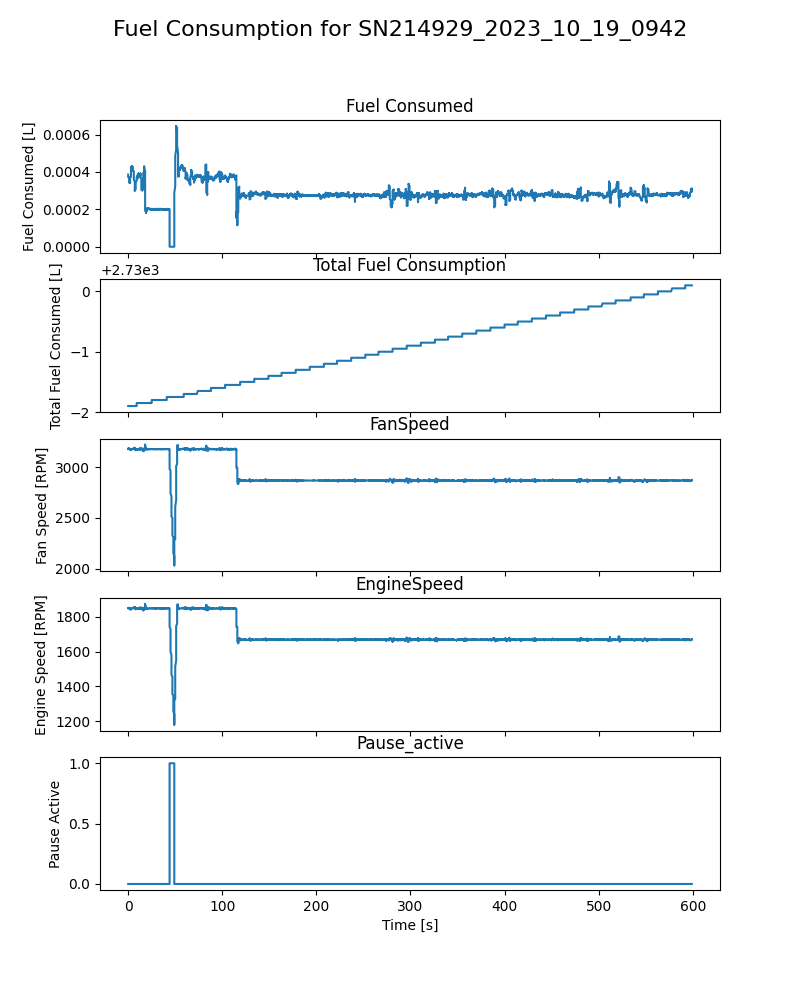 Fuel Consumption for SN214929_2023_10_19_0942
Fuel Consumed
Fuel Consumed [L]
0.0006
0.0004
0.0002
0.0000
Total Fuel Consumption
+2.73e3
Total Fuel Consumed [L]
0
−1
−2
FanSpeed
Fan Speed [RPM]
3000
2500
2000
EngineSpeed
Engine Speed [RPM]
1800
1600
1400
1200
Pause_active
Pause Active
1.0
0.5
0.0
0 100 200 300 400 500 600
Time [s]